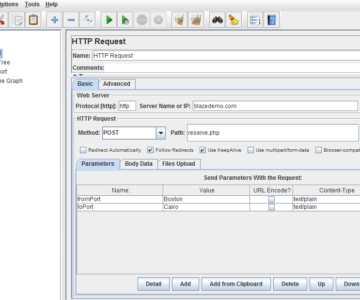 Options Tools Help
HTTP Request
Name: HTTP Request
Comments:
Tree
port
ne Graph
Basic Advanced
Web Server
Protocol [http]: http Server Name or IP: blazedemo.com
HTTP Request
Method: POST Path: reserve.php
Redirect Automatically Follow Redirects Use KeepAlive Use multipart/form-data Browser-compat
Parameters Body Data Files Upload
Send Parameters With the Request:
Name: Value URL Encode? Content-Type
fromPort Boston text/plain
toPort Cairo text/plain
Detail Add Add from Clipboard Delete Up Down